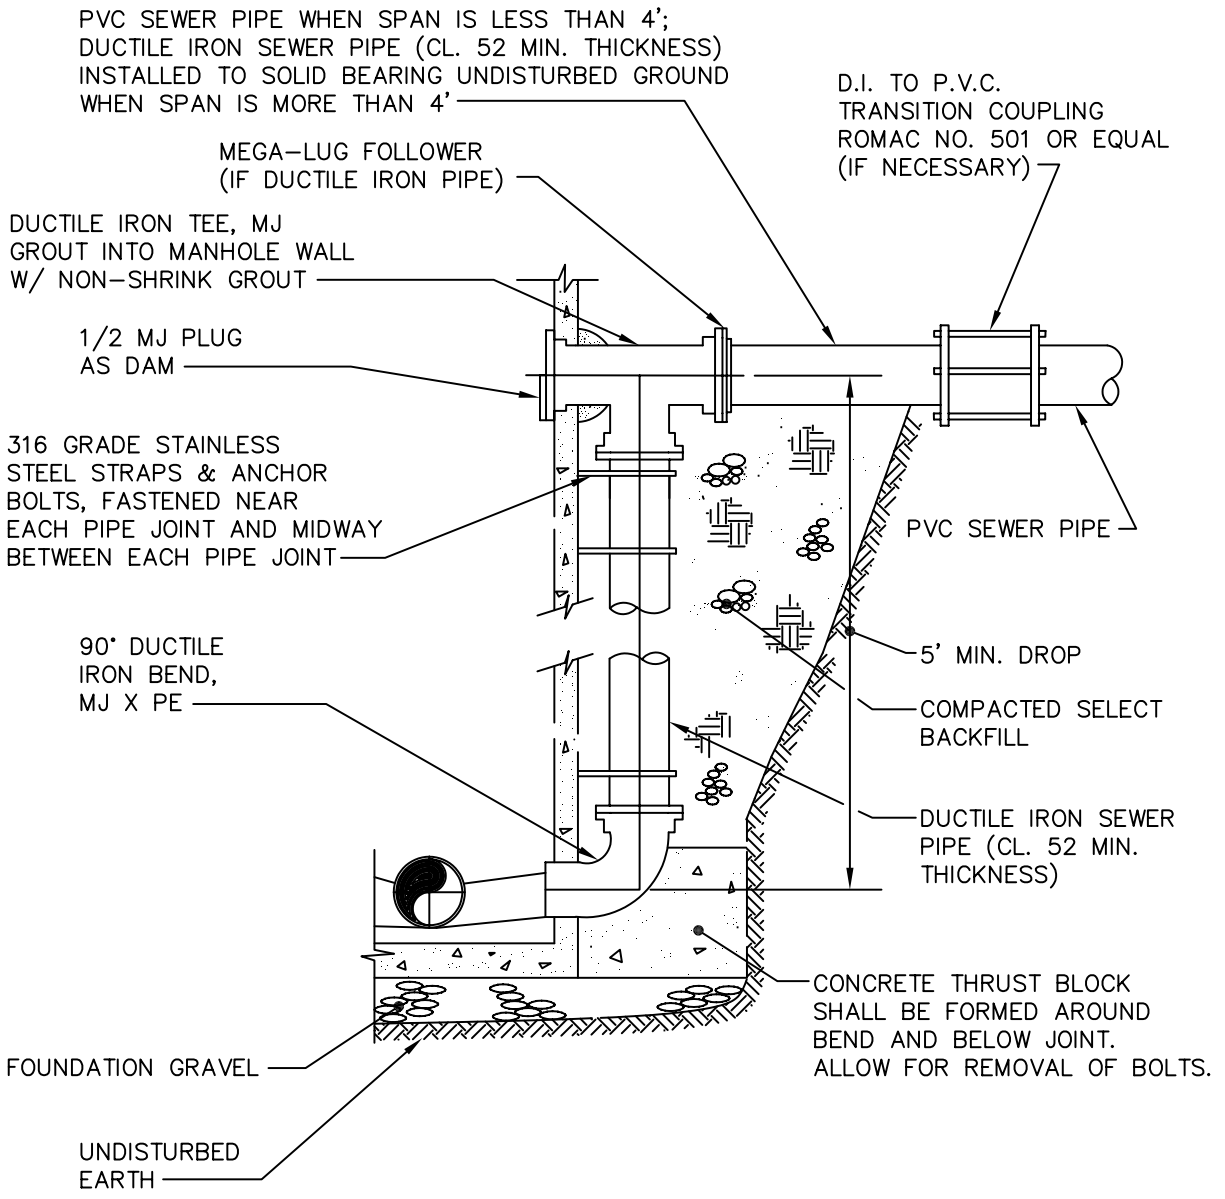 PVC SEWER PIPE WHEN SPAN IS LESS THAN 4';
DUCTILE IRON SEWER PIPE (CL. 52 MIN. THICKNESS)
INSTALLED TO SOLID BEARING UNDISTURBED GROUND
WHEN SPAN IS MORE THAN 4'
D.I. TO P.V.C.
TRANSITION COUPLING
ROMAC NO. 501 OR EQUAL
(IF NECESSARY)
MEGA-LUG FOLLOWER
(IF DUCTILE IRON PIPE)
DUCTILE IRON TEE, MJ
GROUT INTO MANHOLE WALL
W/ NON-SHRINK GROUT
1/2 MJ PLUG
AS DAM
316 GRADE STAINLESS
STEEL STRAPS & ANCHOR
BOLTS, FASTENED NEAR
EACH PIPE JOINT AND MIDWAY
BETWEEN EACH PIPE JOINT
PVC SEWER PIPE
90° DUCTILE
IRON BEND,
MJ X PE
5' MIN. DROP
COMPACTED SELECT
BACKFILL
DUCTILE IRON SEWER
PIPE (CL. 52 MIN.
THICKNESS)
CONCRETE THRUST BLOCK
SHALL BE FORMED AROUND
BEND AND BELOW JOINT.
ALLOW FOR REMOVAL OF BOLTS.
FOUNDATION GRAVEL
UNDISTURBED
EARTH